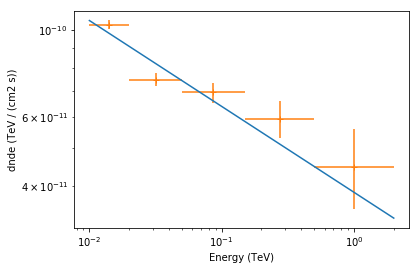 10⁻¹⁰
6 × 10⁻¹¹
4 × 10⁻¹¹
dnde (TeV / (cm2 s))
10⁻² 10⁻¹ 10⁰
Energy (TeV)